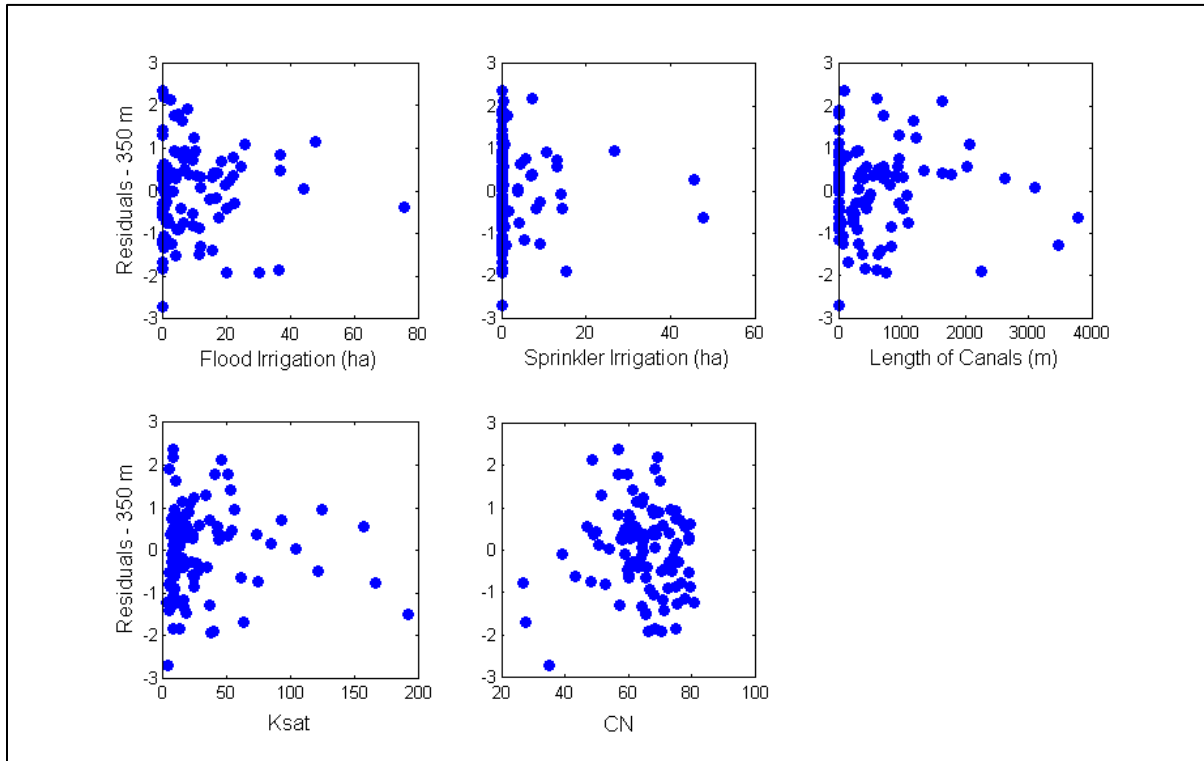 3
2
1
0
-1
-2
-3
Residuals - 350 m
0 20 40 60 80
Flood Irrigation (ha)
3
2
1
0
-1
-2
-3
0 20 40 60
Sprinkler Irrigation (ha)
3
2
1
0
-1
-2
-3
0 1000 2000 3000 4000
Length of Canals (m)
3
2
1
0
-1
-2
-3
Residuals - 350 m
0 50 100 150 200
Ksat
3
2
1
0
-1
-2
-3
20 40 60 80 100
CN